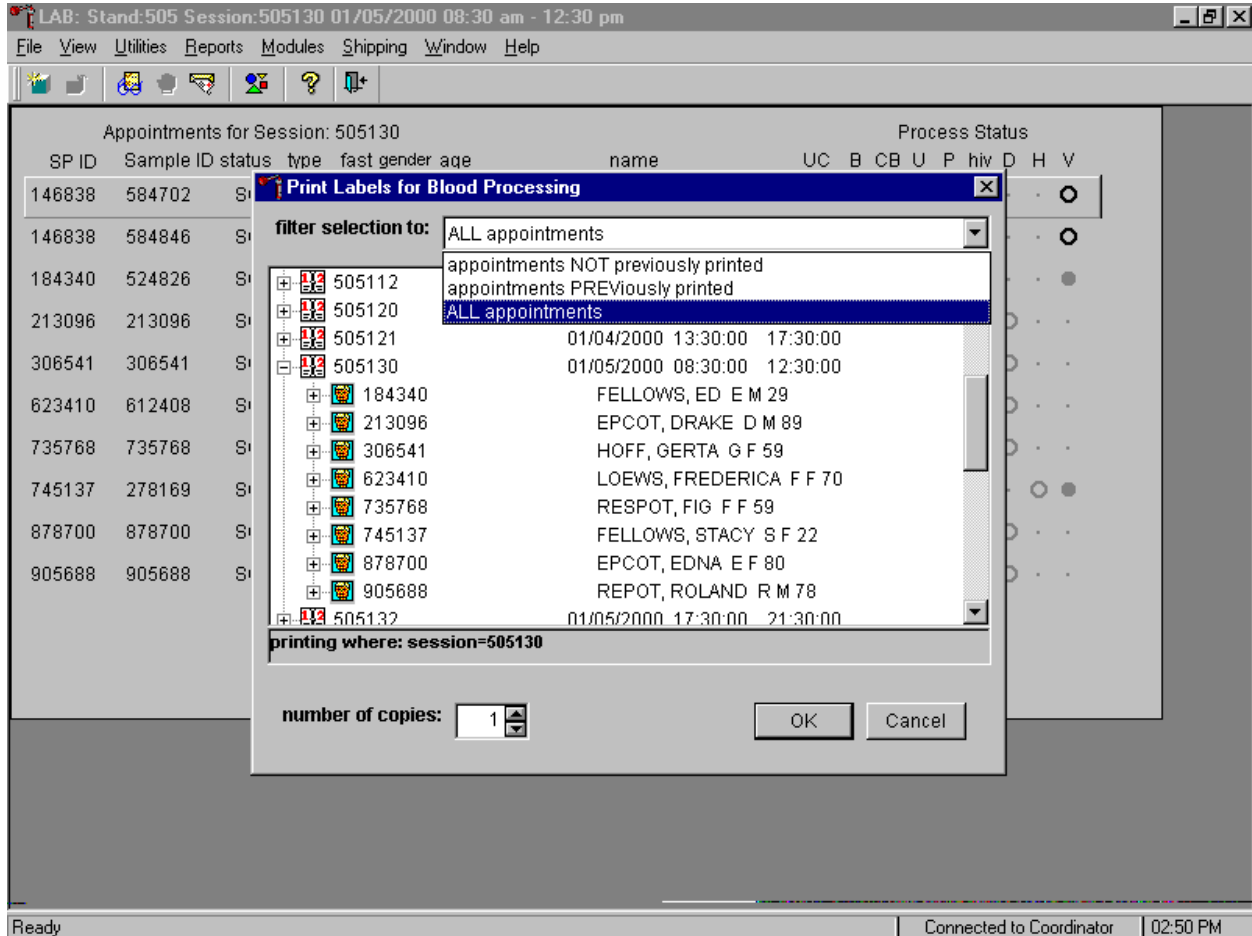 LAB: Stand:505 Session:505130 01/05/2000 08:30 am - 12:30 pm
File View Utilities Reports Modules Shipping Window Help
Appointments for Session: 505130 Process Status
SP ID Sample ID status type fast gender age name UC B CB U P hiv D H V
146838 584702
146838 584846
184340 524826
213096 213096
306541 306541
623410 612408
735768 735768
745137 278169
878700 878700
905688 905688
Print Labels for Blood Processing
filter selection to: ALL appointments
appointments NOT previously printed
appointments PREViously printed
ALL appointments
505112
505120
505121 01/04/2000 13:30:00 17:30:00
505130 01/05/2000 08:30:00 12:30:00
184340 FELLOWS, ED E M 29
213096 EPCOT, DRAKE D M 89
306541 HOFF, GERTA G F 59
623410 LOEWS, FREDERICA F F 70
735768 RESPOT, FIG F F 59
745137 FELLOWS, STACY S F 22
878700 EPCOT, EDNA E F 80
905688 REPOT, ROLAND R M 78
505132 01/05/2000 17:30:00 21:30:00
printing where: session=505130
number of copies: 1 OK Cancel
Ready Connected to Coordinator 02:50 PM